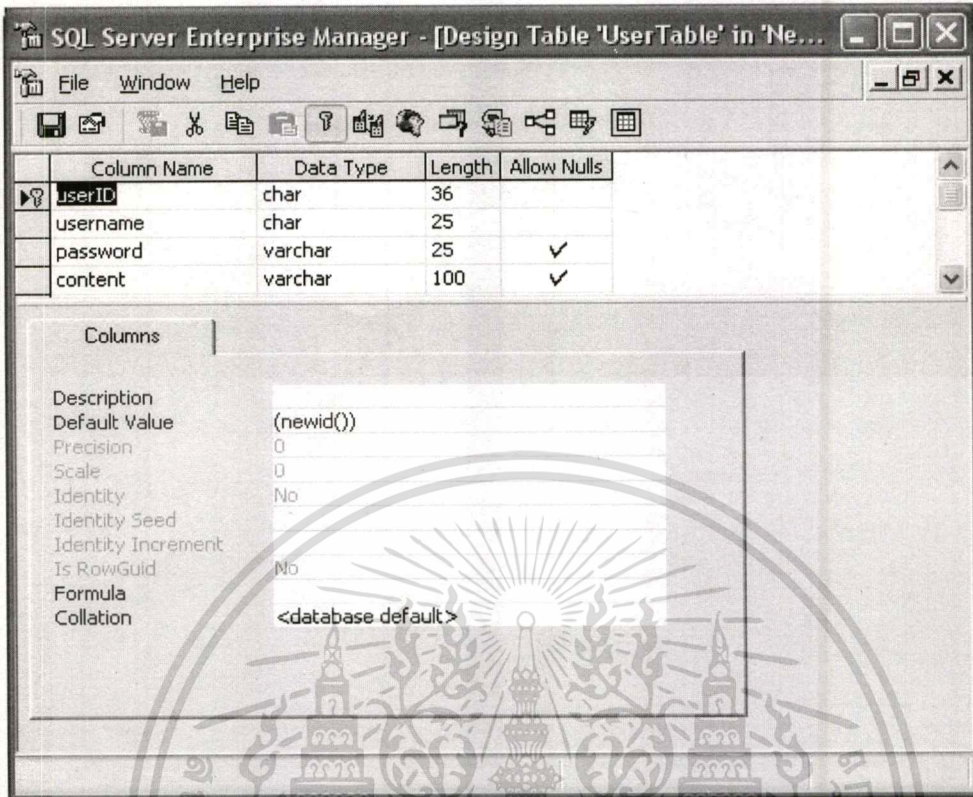 SQL Server Enterprise Manager - [Design Table 'UserTable' in 'Ne...
File Window Help
Column Name Data Type Length Allow Nulls
userID char 36
username char 25
password varchar 25
content varchar 100
Columns
Description
Default Value (newid())
Precision 0
Scale 0
Identity No
Identity Seed
Identity Increment
Is RowGuid No
Formula
Collation <database default>